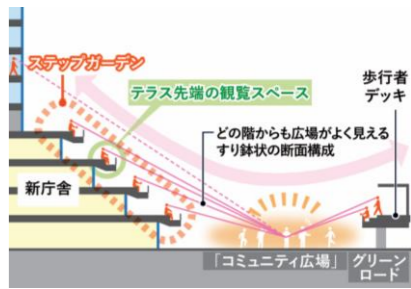 ステップガーデン
テラス先端の観覧スペース
歩行者
デッキ
どの階からも広場がよく見える
すり鉢状の断面構成
新庁舎
「コミュニティ広場」
グリーン
ロード